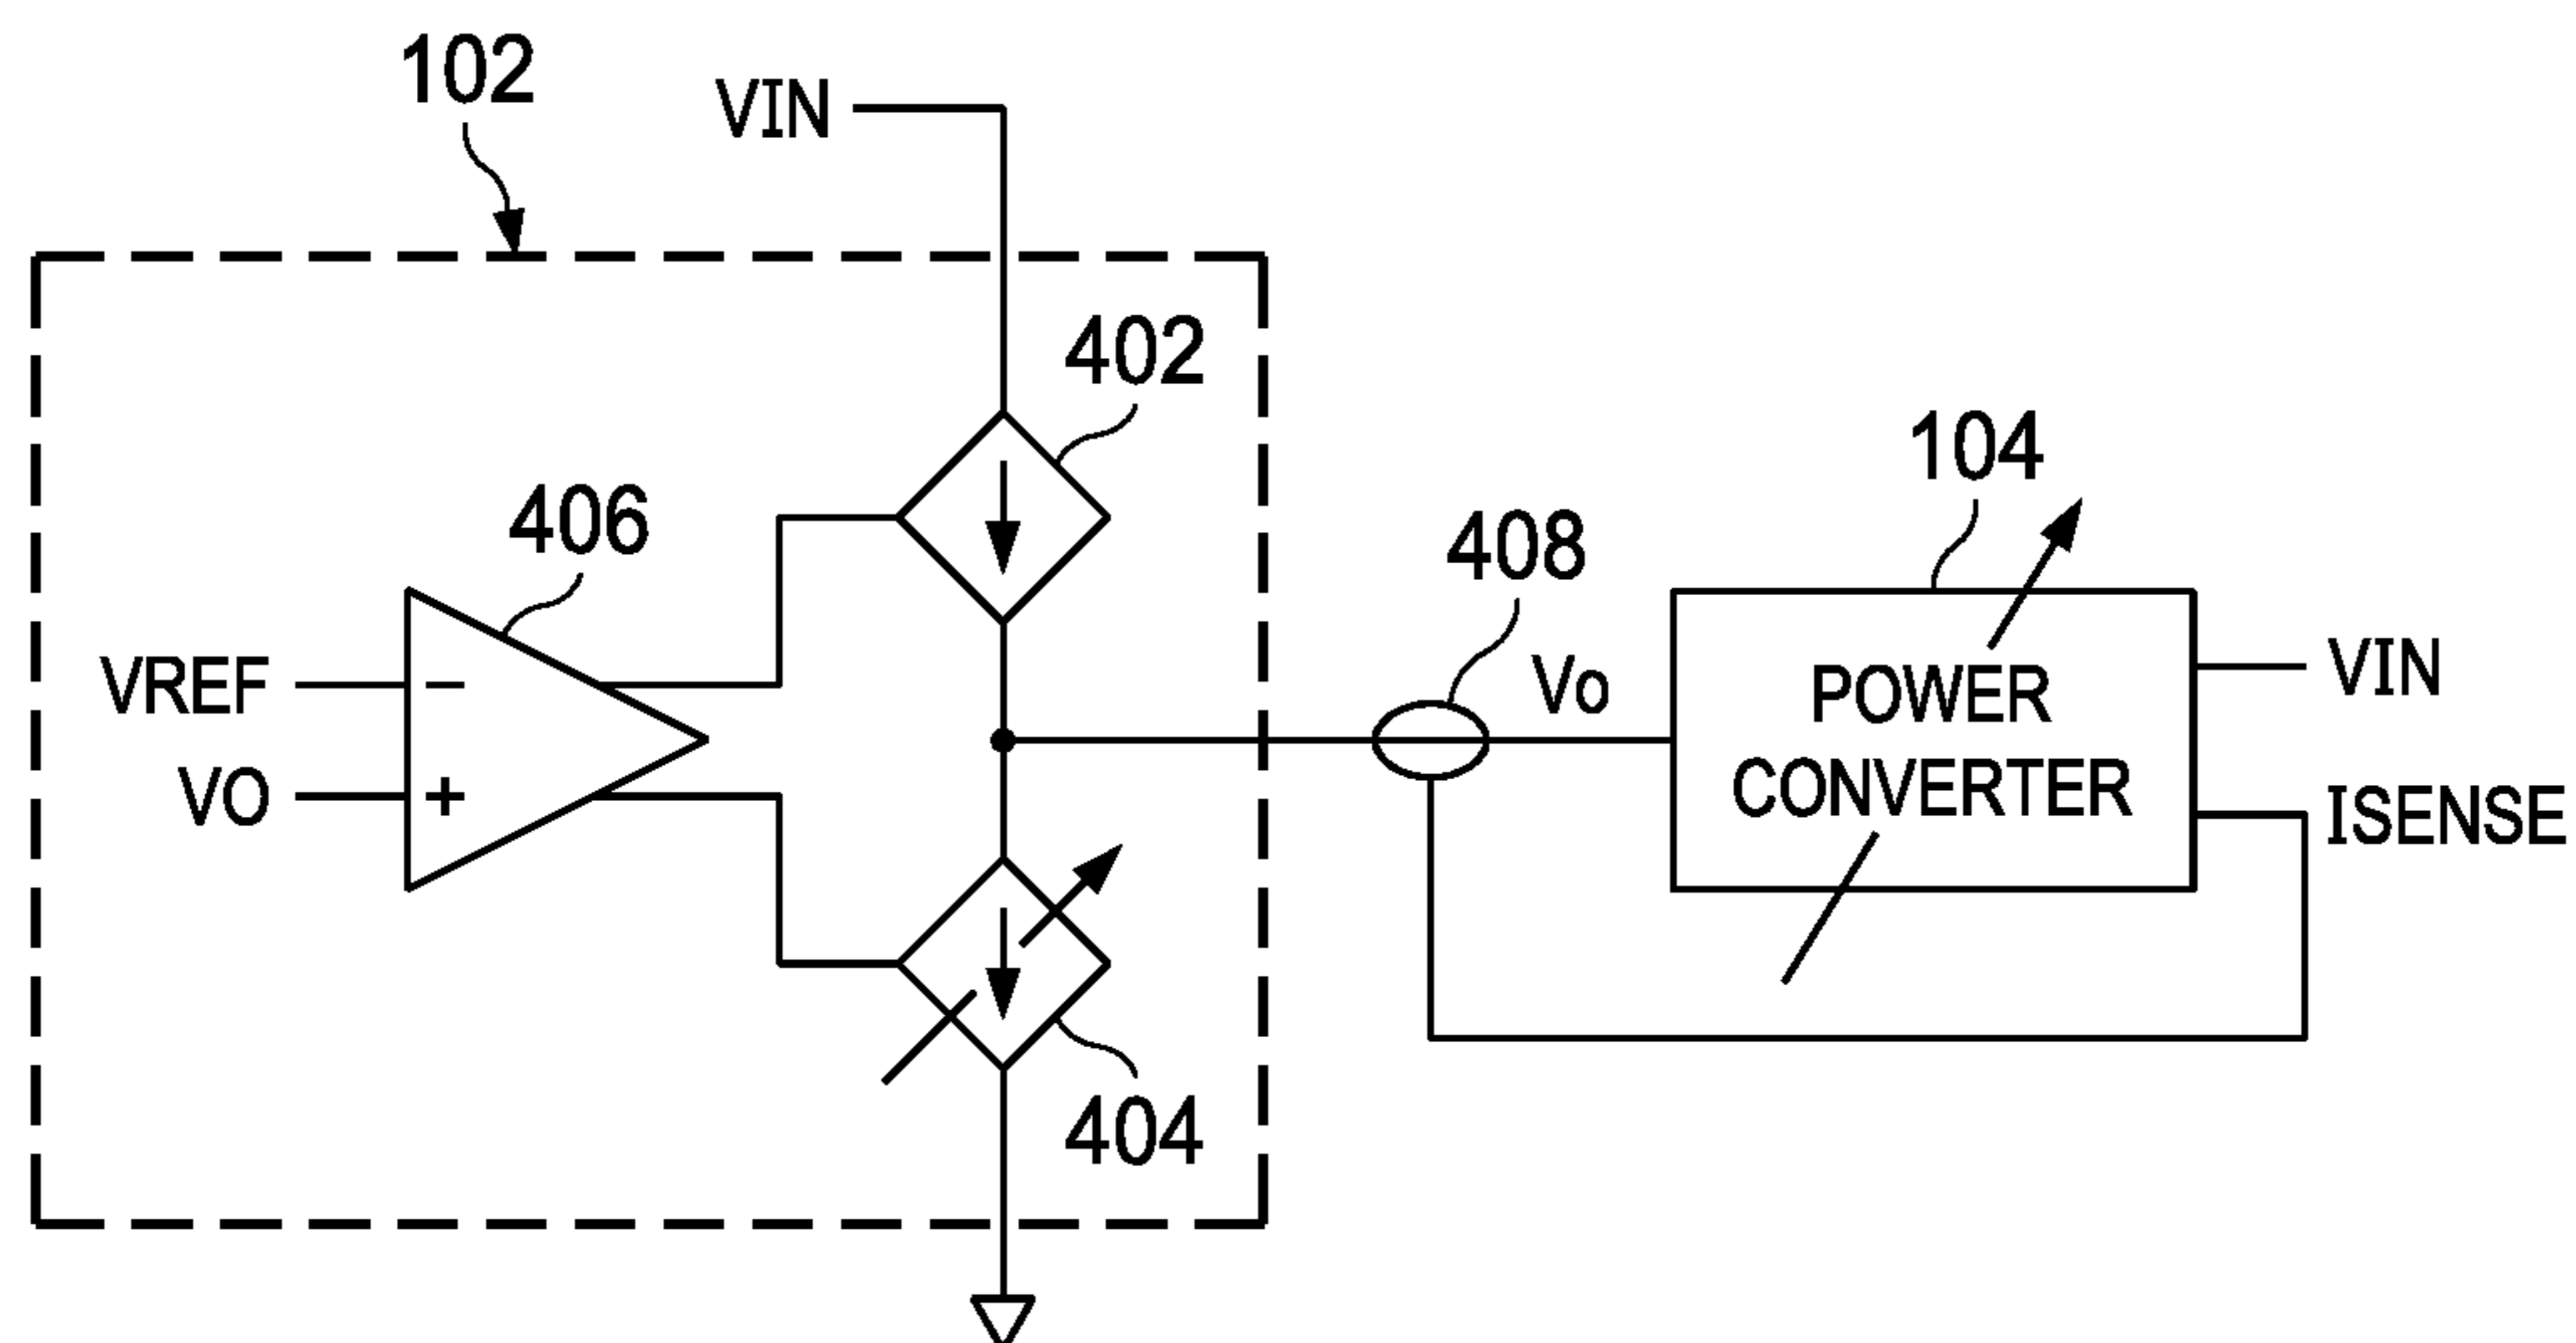 102
VIN
402
406
104
408
VREF
−
Vo
POWER
CONVERTER
VIN
VO
+
ISENSE
404